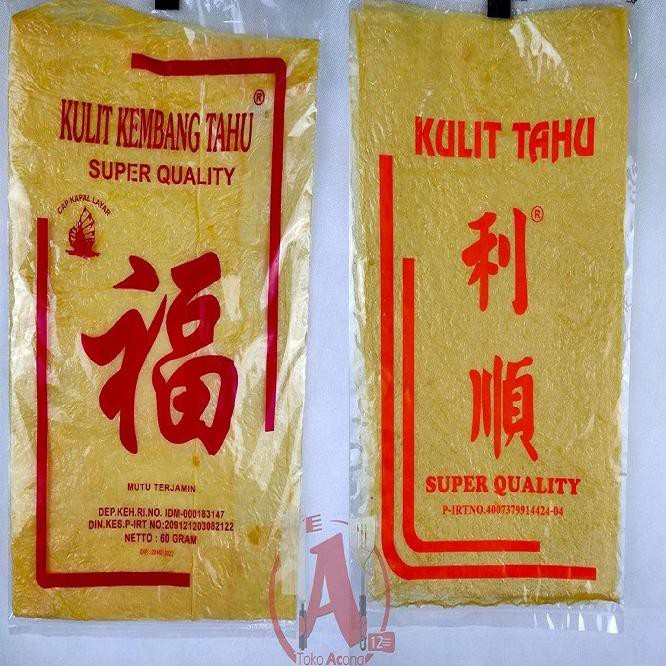 KULIT KEMBANG TAHU ®
SUPER QUALITY
CAP KAPAL LAYAR
福
MUTU TERJAMIN
DEP.KEH.RI.NO. IDM-000183147
DIN.KES.P-IRT NO:209121203082122
NETTO : 60 GRAM
KULIT TAHU
利 ®
順
SUPER QUALITY
P-IRTNO.4007379914424-04
E
A
12
Toko Acong